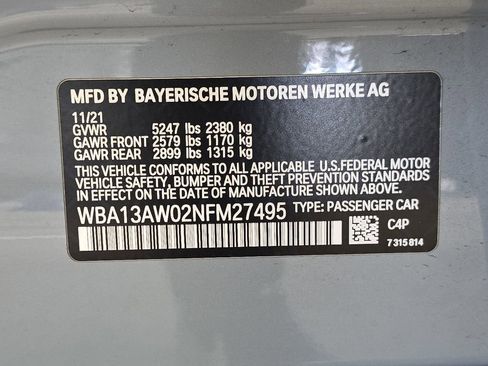 MFD BY BAYERISCHE MOTOREN WERKE AG
11/21
GVWR 5247 lbs 2380 kg
GAWR FRONT 2579 lbs 1170 kg
GAWR REAR 2899 lbs 1315 kg
THIS VEHICLE CONFORMS TO ALL APPLICABLE U.S.FEDERAL MOTOR
VEHICLE SAFETY, BUMPER, AND THEFT PREVENTION STANDARDS
IN EFFECT ON THE DATE OF MANUFACTURE SHOWN ABOVE.
WBA13AW02NFM27495 TYPE: PASSENGER CAR
C4P
7 315 814